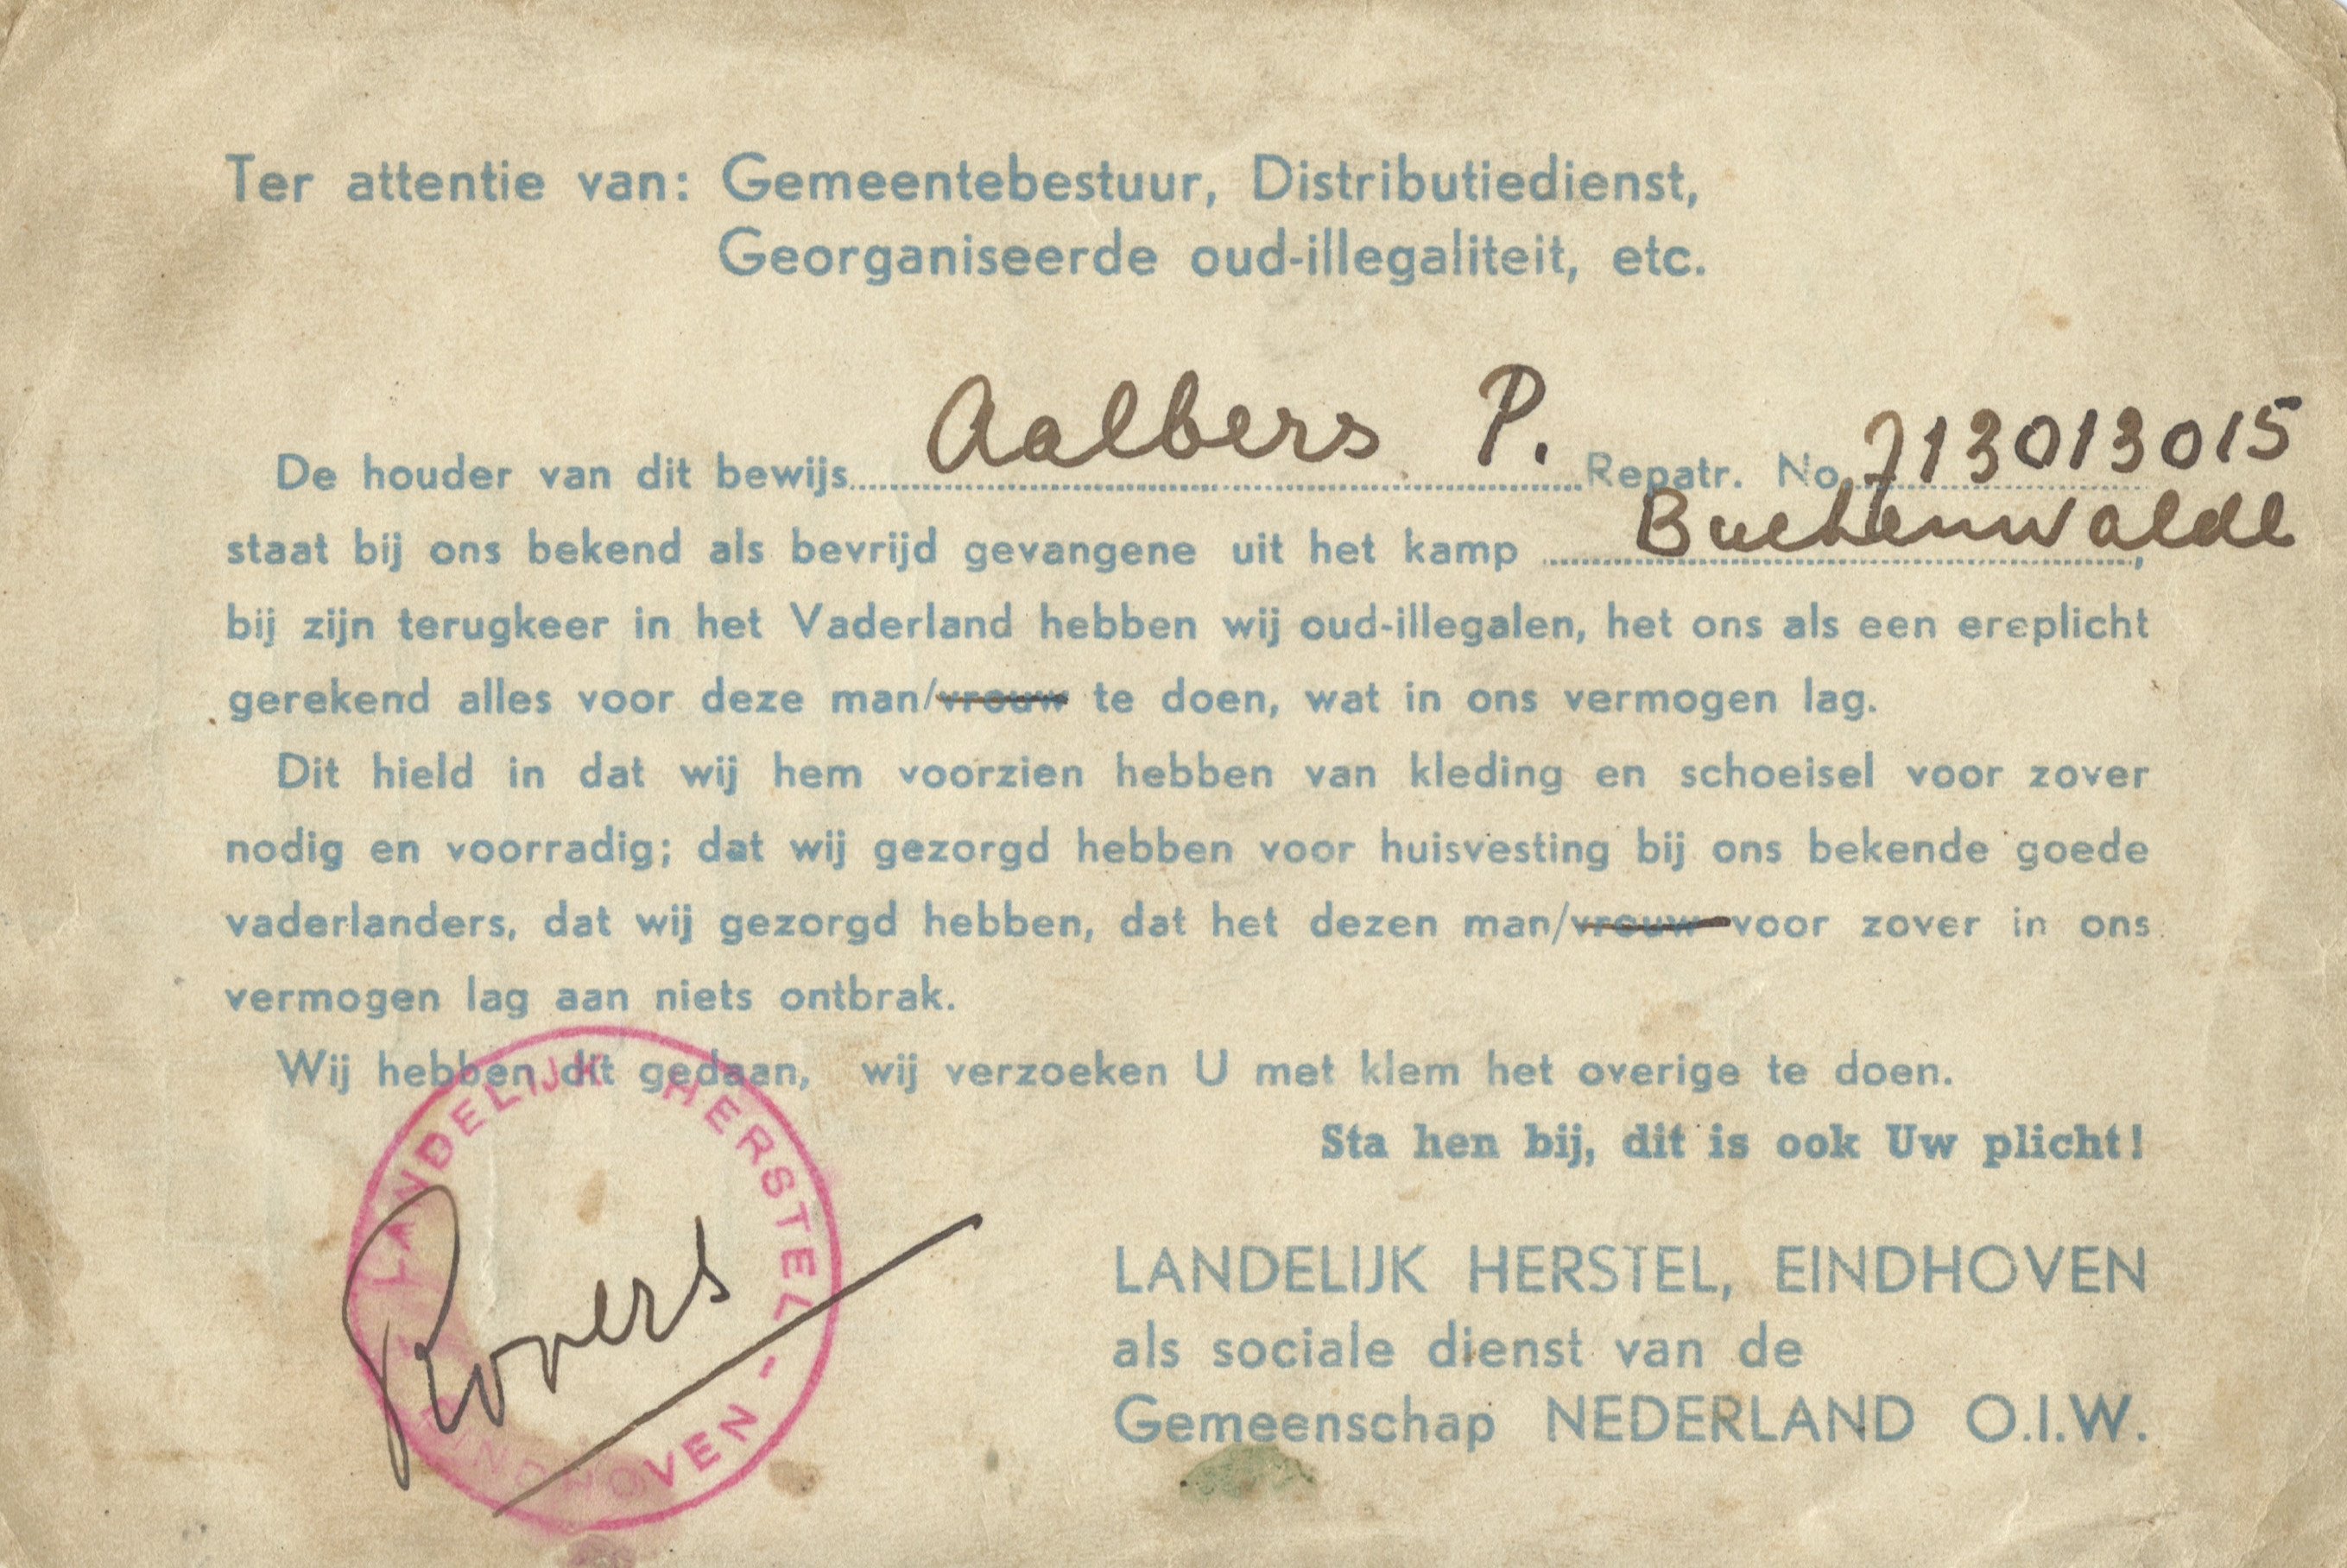 Ter attentie van: Gemeentebestuur, Distributiedienst,
Georganiseerde oud-illegaliteit, etc.
De houder van dit bewijs Aalbers P. Repatr. No. 713013015
staat bij ons bekend als bevrijd gevangene uit het kamp Buchenwalde,
bij zijn terugkeer in het Vaderland hebben wij oud-illegalen, het ons als een ereplicht
gerekend alles voor deze man/vrouw te doen, wat in ons vermogen lag.
Dit hield in dat wij hem voorzien hebben van kleding en schoeisel voor zover
nodig en voorradig; dat wij gezorgd hebben voor huisvesting bij ons bekende goede
vaderlanders, dat wij gezorgd hebben, dat het dezen man/vrouw voor zover in ons
vermogen lag aan niets ontbrak.
Wij hebben dit gedaan, wij verzoeken U met klem het overige te doen.
Sta hen bij, dit is ook Uw plicht!
LANDELIJK HERSTEL, EINDHOVEN
als sociale dienst van de
Gemeenschap NEDERLAND O.I.W.
LANDELIJK HERSTEL - EINDHOVEN -
Rovers